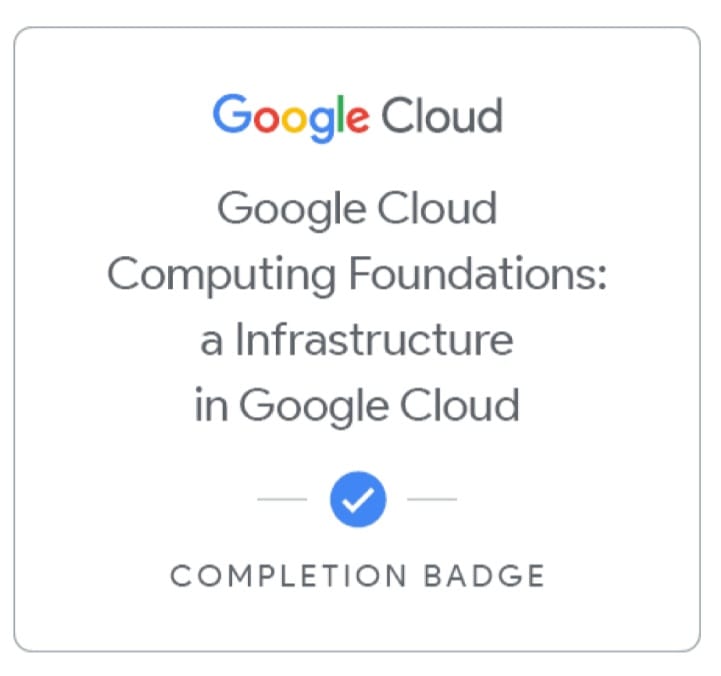 Google Cloud
Google Cloud
Computing Foundations:
a Infrastructure
in Google Cloud
COMPLETION BADGE